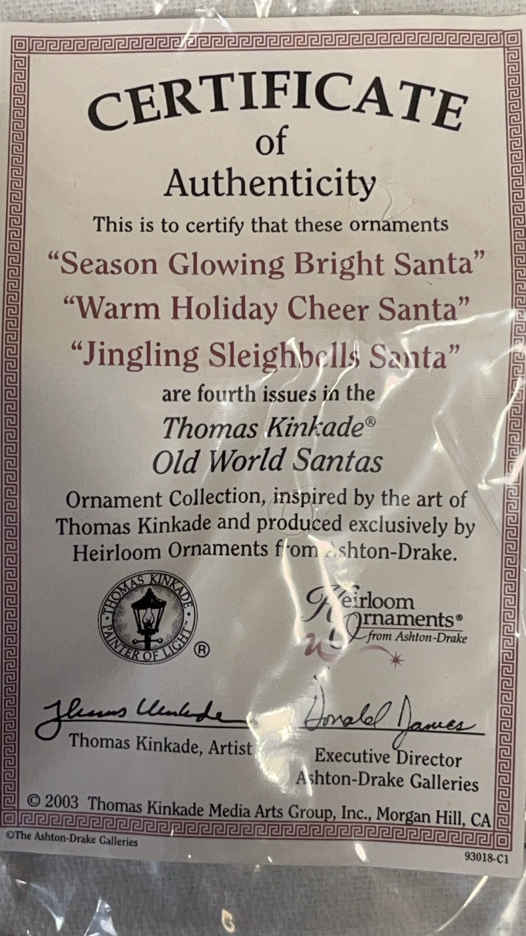 CERTIFICATE
of
Authenticity
This is to certify that these ornaments
“Season Glowing Bright Santa”
“Warm Holiday Cheer Santa”
“Jingling Sleighbells Santa”
are fourth issues in the
Thomas Kinkade®
Old World Santas
Ornament Collection, inspired by the art of
Thomas Kinkade and produced exclusively by
Heirloom Ornaments from Ashton-Drake.
THOMAS KINKADE
PAINTER OF LIGHT
®
Heirloom
Ornaments®
from Ashton-Drake
Thomas Kinkade
Thomas Kinkade, Artist
Executive Director
Ashton-Drake Galleries
© 2003 Thomas Kinkade Media Arts Group, Inc., Morgan Hill, CA
©The Ashton-Drake Galleries
93018-C1